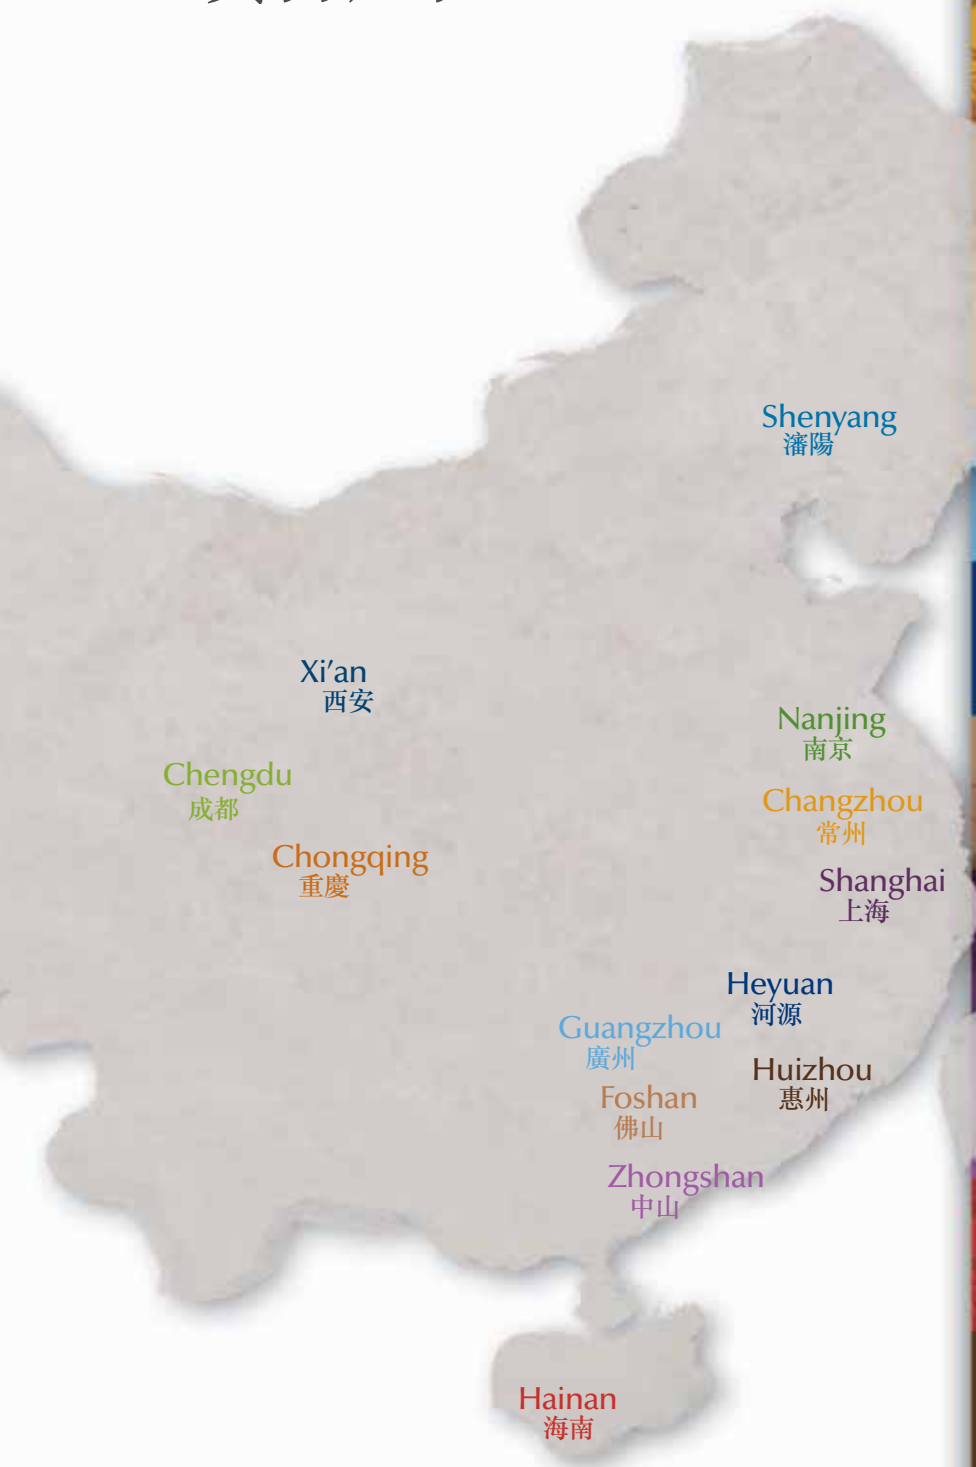 Shenyang
瀋陽
Xi’an
西安
Nanjing
南京
Chengdu
成都
Changzhou
常州
Chongqing
重慶
Shanghai
上海
Heyuan
河源
Guangzhou
廣州
Huizhou
惠州
Foshan
佛山
Zhongshan
中山
Hainan
海南